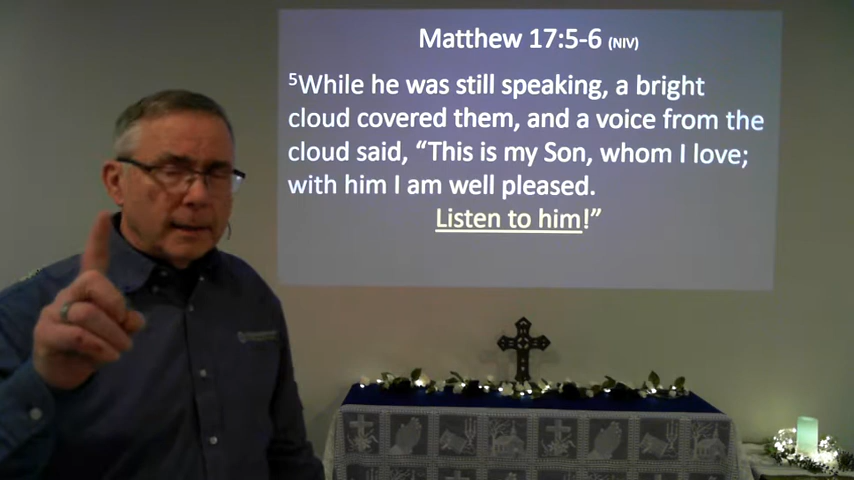 Matthew 17:5-6 (NIV)
⁵While he was still speaking, a bright
cloud covered them, and a voice from the
cloud said, “This is my Son, whom I love;
with him I am well pleased.
Listen to him!”